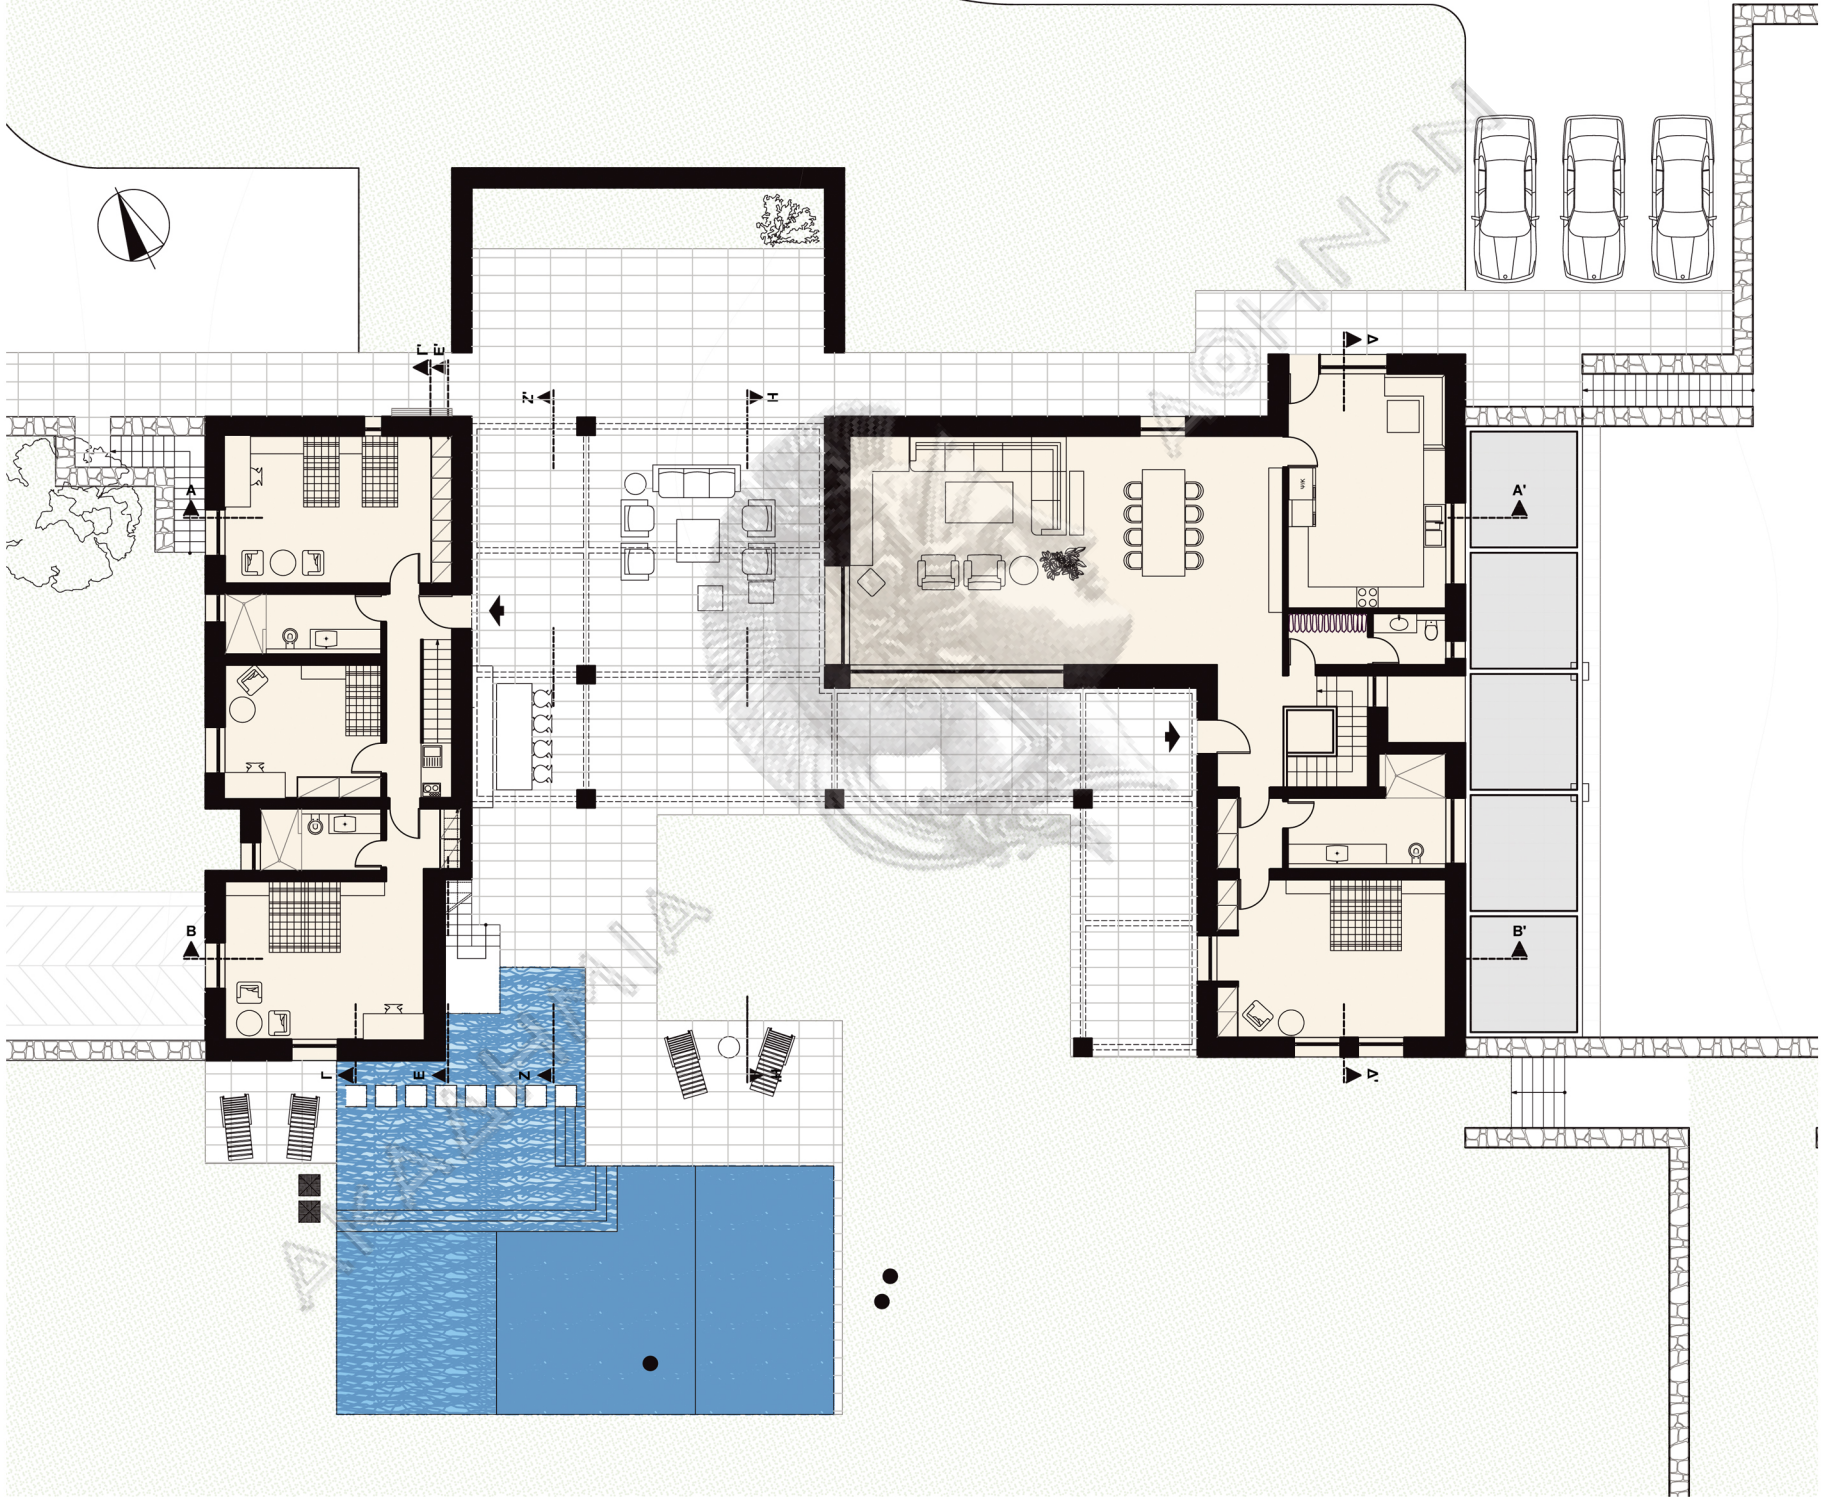 ΑΚΑΔΗΜΙΑ ΑΘΗΝΩΝ
Γ'
Ε'
Ζ'
Η
Δ
Α
Α'
Ψ/Κ
Β
Β'
Γ
Ε
Ζ
Η'
Δ'